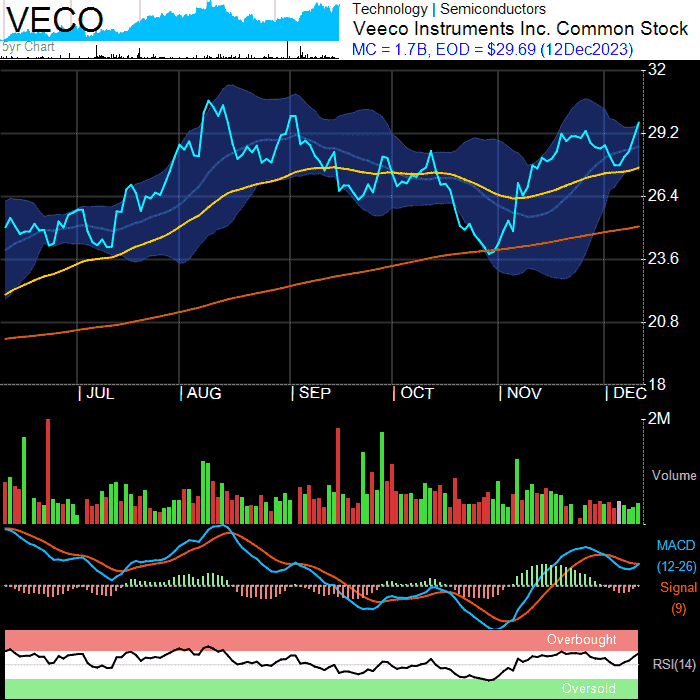 VECO
5yr Chart
Technology | Semiconductors
Veeco Instruments Inc. Common Stock
MC = 1.7B, EOD = $29.69 (12Dec2023)
32
29.2
26.4
23.6
20.8
18
| JUL | AUG | SEP | OCT | NOV | DEC
2M
Volume
MACD
(12-26)
Signal
(9)
Overbought
RSI(14)
Oversold